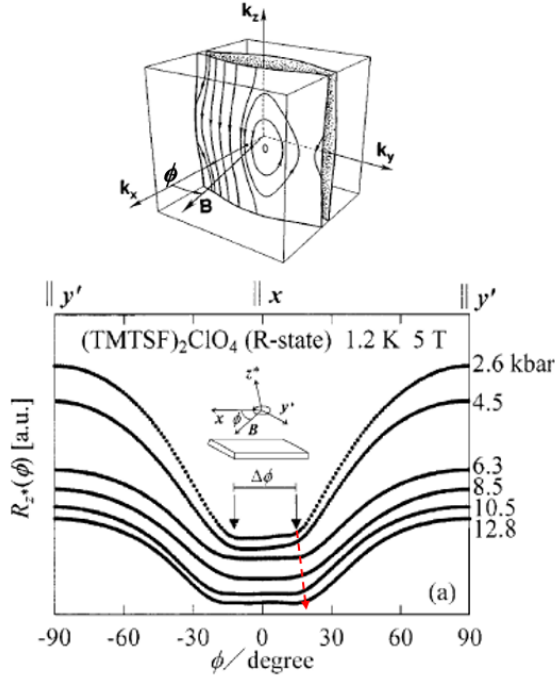 k_z
k_y
k_x
ϕ
B
0
|| y' || x || y'
(TMTSF)₂ClO₄ (R-state) 1.2 K 5 T
2.6 kbar
4.5
6.3
8.5
10.5
12.8
z*
x ϕ y'
B
Δϕ
R_z*(ϕ) [a.u.]
(a)
-90 -60 -30 0 30 60 90
ϕ/ degree